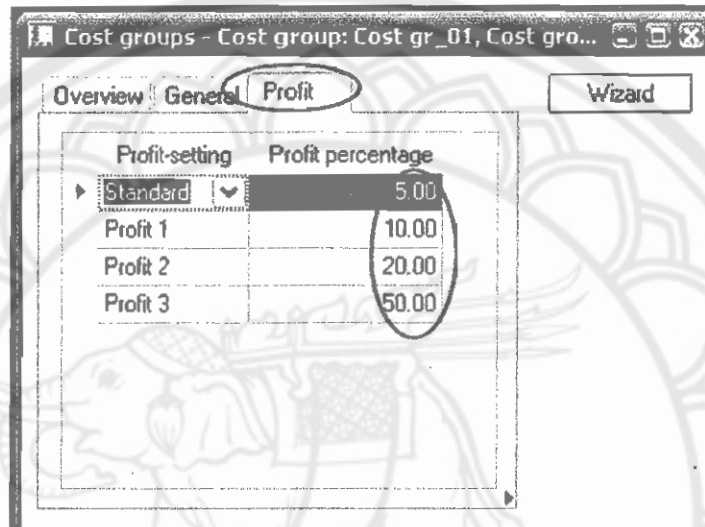 Cost groups - Cost group: Cost gr_01, Cost gro...
Overview General Profit Wizard
Profit-setting Profit percentage
Standard 5.00
Profit 1 10.00
Profit 2 20.00
Profit 3 50.00